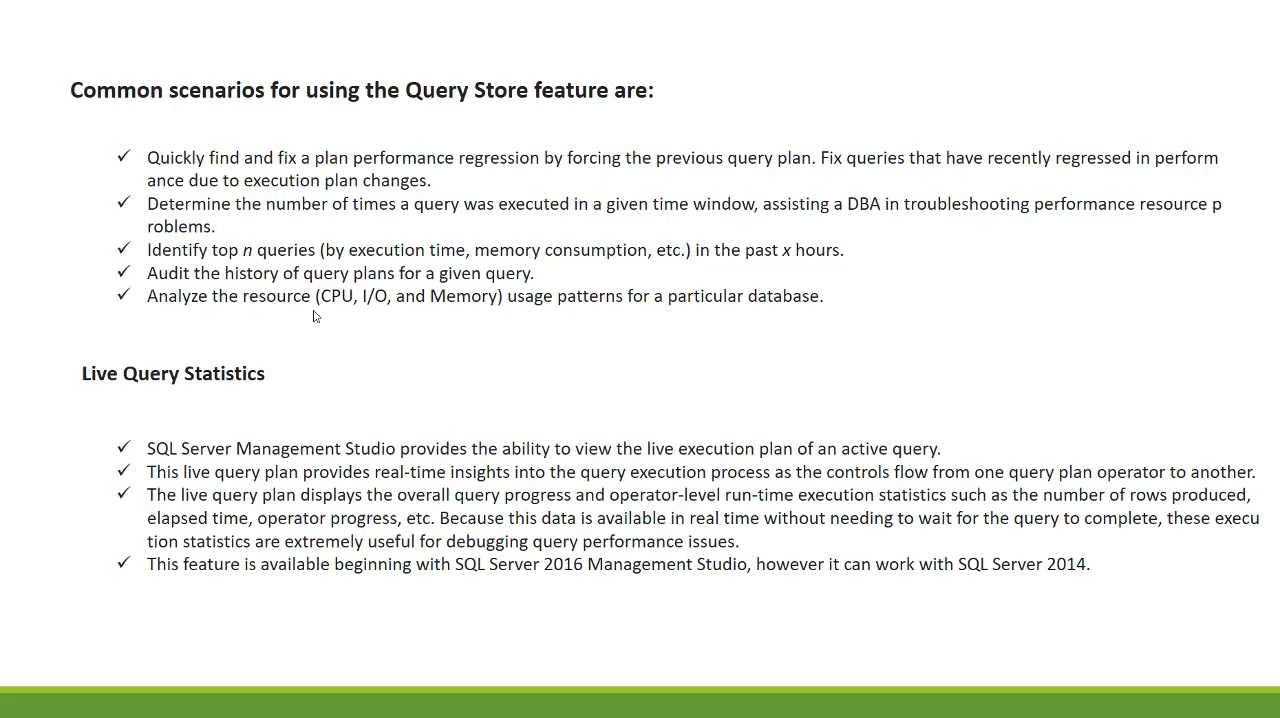 Common scenarios for using the Query Store feature are:
✓ Quickly find and fix a plan performance regression by forcing the previous query plan. Fix queries that have recently regressed in perform
ance due to execution plan changes.
✓ Determine the number of times a query was executed in a given time window, assisting a DBA in troubleshooting performance resource p
roblems.
✓ Identify top n queries (by execution time, memory consumption, etc.) in the past x hours.
✓ Audit the history of query plans for a given query.
✓ Analyze the resource (CPU, I/O, and Memory) usage patterns for a particular database.
Live Query Statistics
✓ SQL Server Management Studio provides the ability to view the live execution plan of an active query.
✓ This live query plan provides real-time insights into the query execution process as the controls flow from one query plan operator to another.
✓ The live query plan displays the overall query progress and operator-level run-time execution statistics such as the number of rows produced,
elapsed time, operator progress, etc. Because this data is available in real time without needing to wait for the query to complete, these execu
tion statistics are extremely useful for debugging query performance issues.
✓ This feature is available beginning with SQL Server 2016 Management Studio, however it can work with SQL Server 2014.